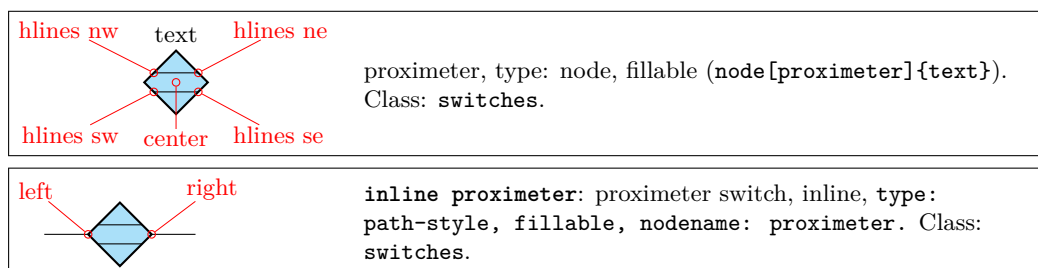 hlines nw
text
hlines ne
hlines sw
center
hlines se
proximeter, type: node, fillable (node[proximeter]{text}).
Class: switches.
left
right
inline proximeter: proximeter switch, inline, type:
path-style, fillable, nodename: proximeter. Class:
switches.